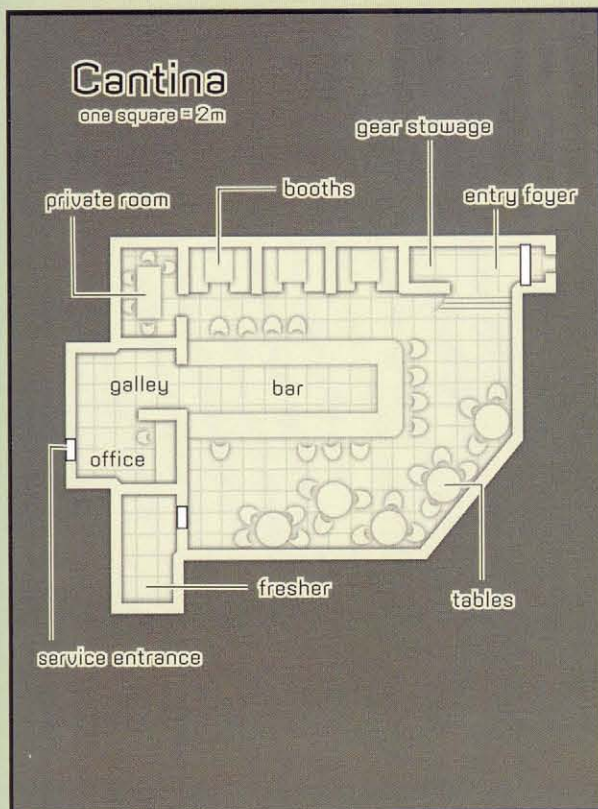 Cantina
one square = 2m
gear stowage
booths
entry foyer
private room
galley
bar
office
fresher
tables
service entrance